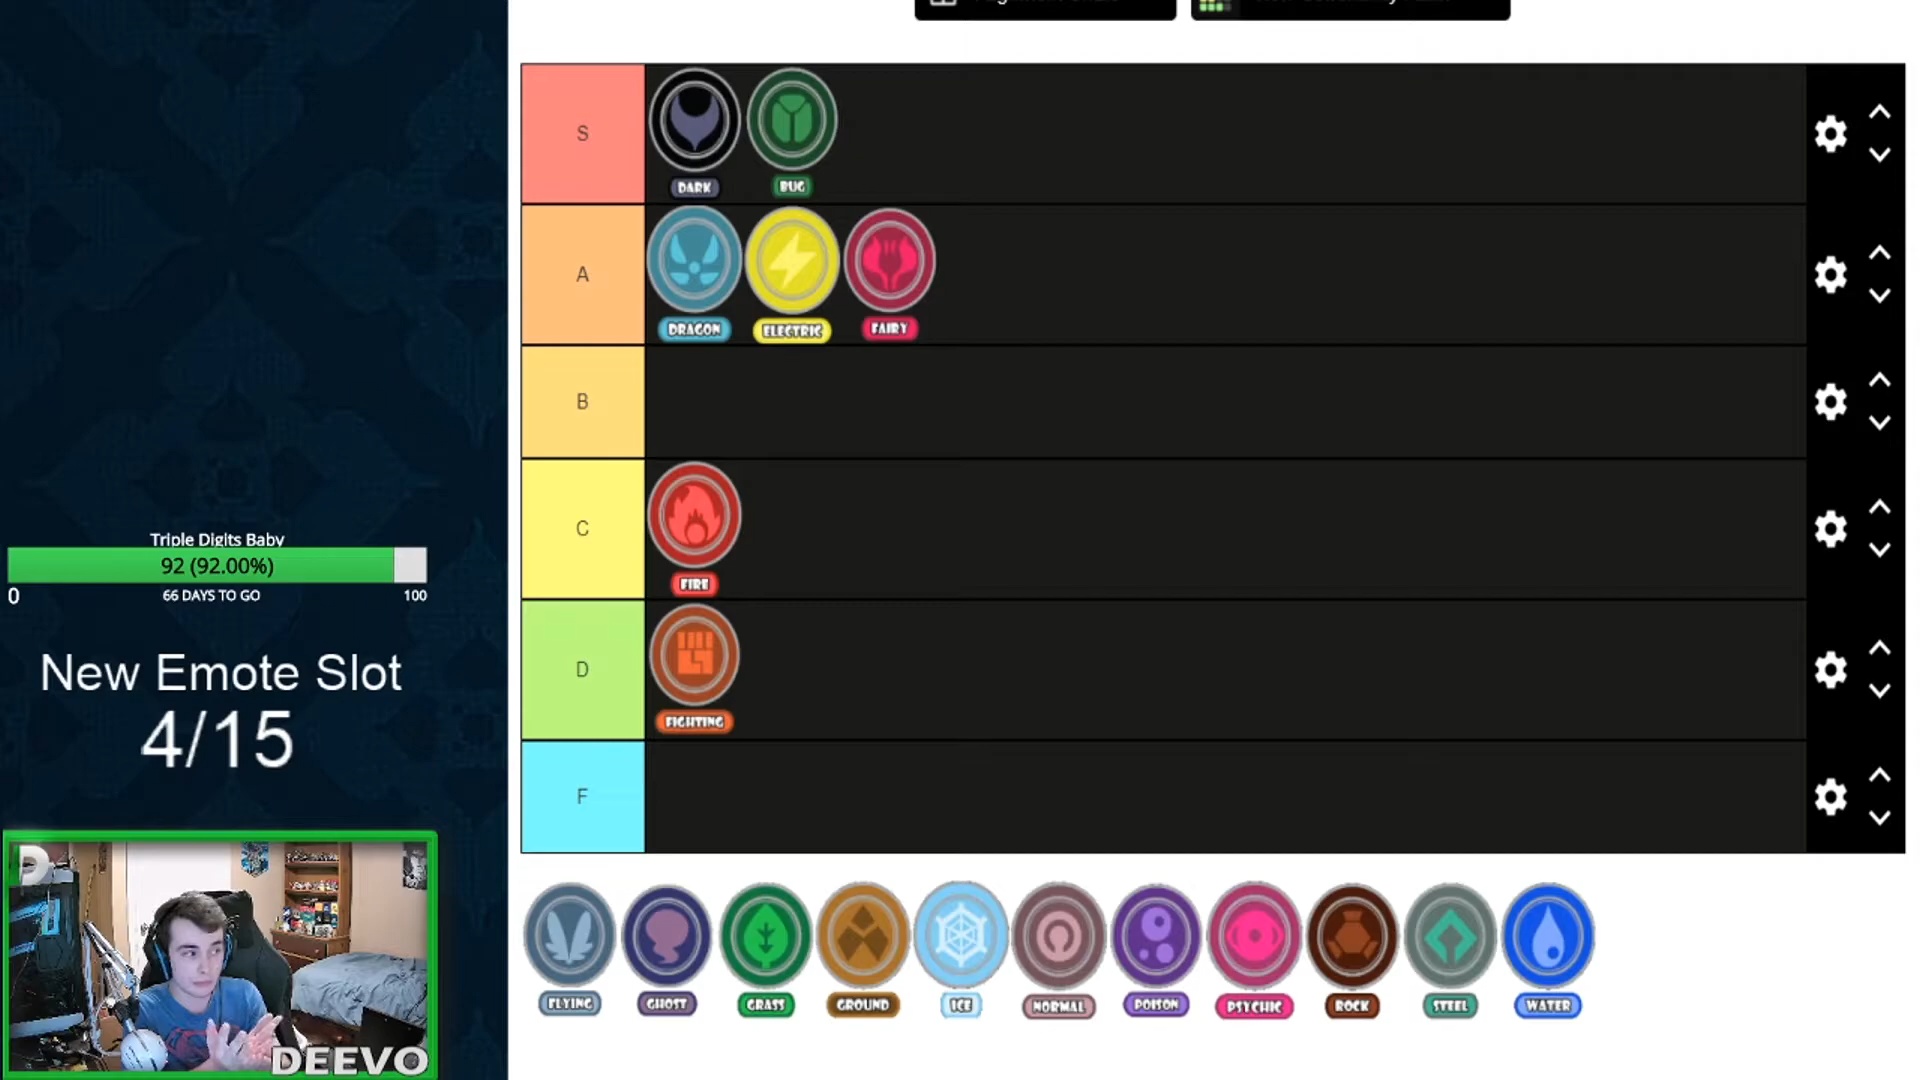 S
DARK
BUG
A
DRAGON
ELECTRIC
FAIRY
B
C
FIRE
D
FIGHTING
F
FLYING
GHOST
GRASS
GROUND
ICE
NORMAL
POISON
PSYCHIC
ROCK
STEEL
WATER
Triple Digits Baby
92 (92.00%)
0
66 DAYS TO GO
100
New Emote Slot
4/15
D
DEEVO